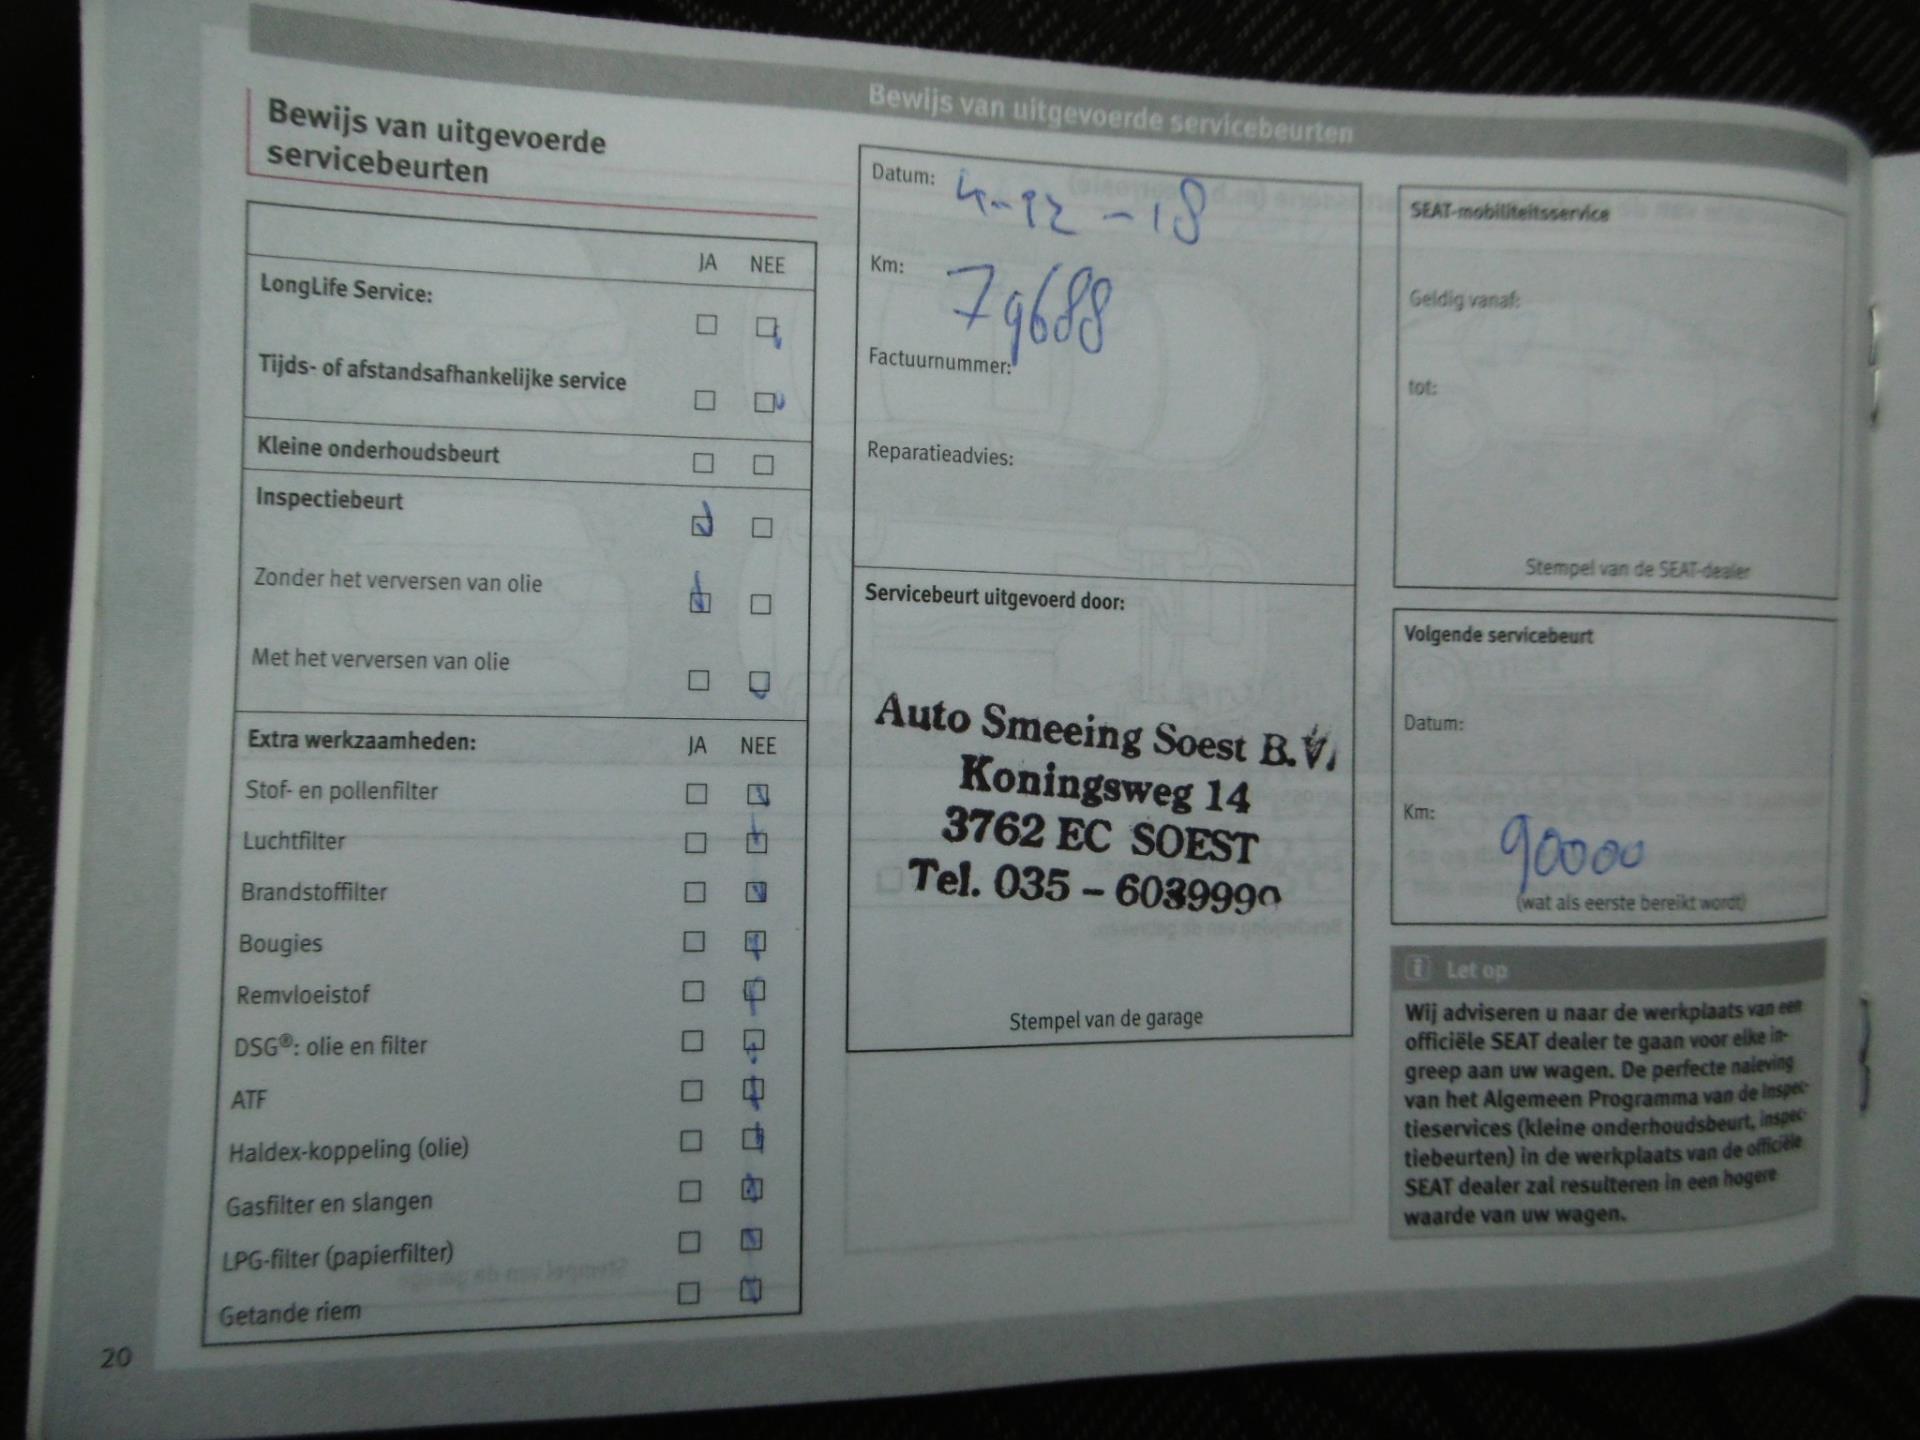 Bewijs van uitgevoerde servicebeurten
Bewijs van uitgevoerde
servicebeurten
JA NEE
LongLife Service:
Tijds- of afstandsafhankelijke service
Kleine onderhoudsbeurt
Inspectiebeurt
Zonder het verversen van olie
Met het verversen van olie
Extra werkzaamheden: JA NEE
Stof- en pollenfilter
Luchtfilter
Brandstoffilter
Bougies
Remvloeistof
DSG®: olie en filter
ATF
Haldex-koppeling (olie)
Gasfilter en slangen
LPG-filter (papierfilter)
Getande riem
20
Datum: 4-12-18
Km: 79688
Factuurnummer:
Reparatieadvies:
Servicebeurt uitgevoerd door:
Auto Smeeing Soest B.V.
Koningsweg 14
3762 EC SOEST
Tel. 035 - 6039990
Stempel van de garage
SEAT-mobiliteitsservice
Geldig vanaf:
tot:
Stempel van de SEAT-dealer
Volgende servicebeurt
Datum:
Km: 90000
(wat als eerste bereikt wordt)
i Let op
Wij adviseren u naar de werkplaats van een
officiële SEAT dealer te gaan voor elke in-
greep aan uw wagen. De perfecte naleving
van het Algemeen Programma van de Inspec-
tieservices (kleine onderhoudsbeurt, inspec-
tiebeurten) in de werkplaats van de officiële
SEAT dealer zal resulteren in een hogere
waarde van uw wagen.